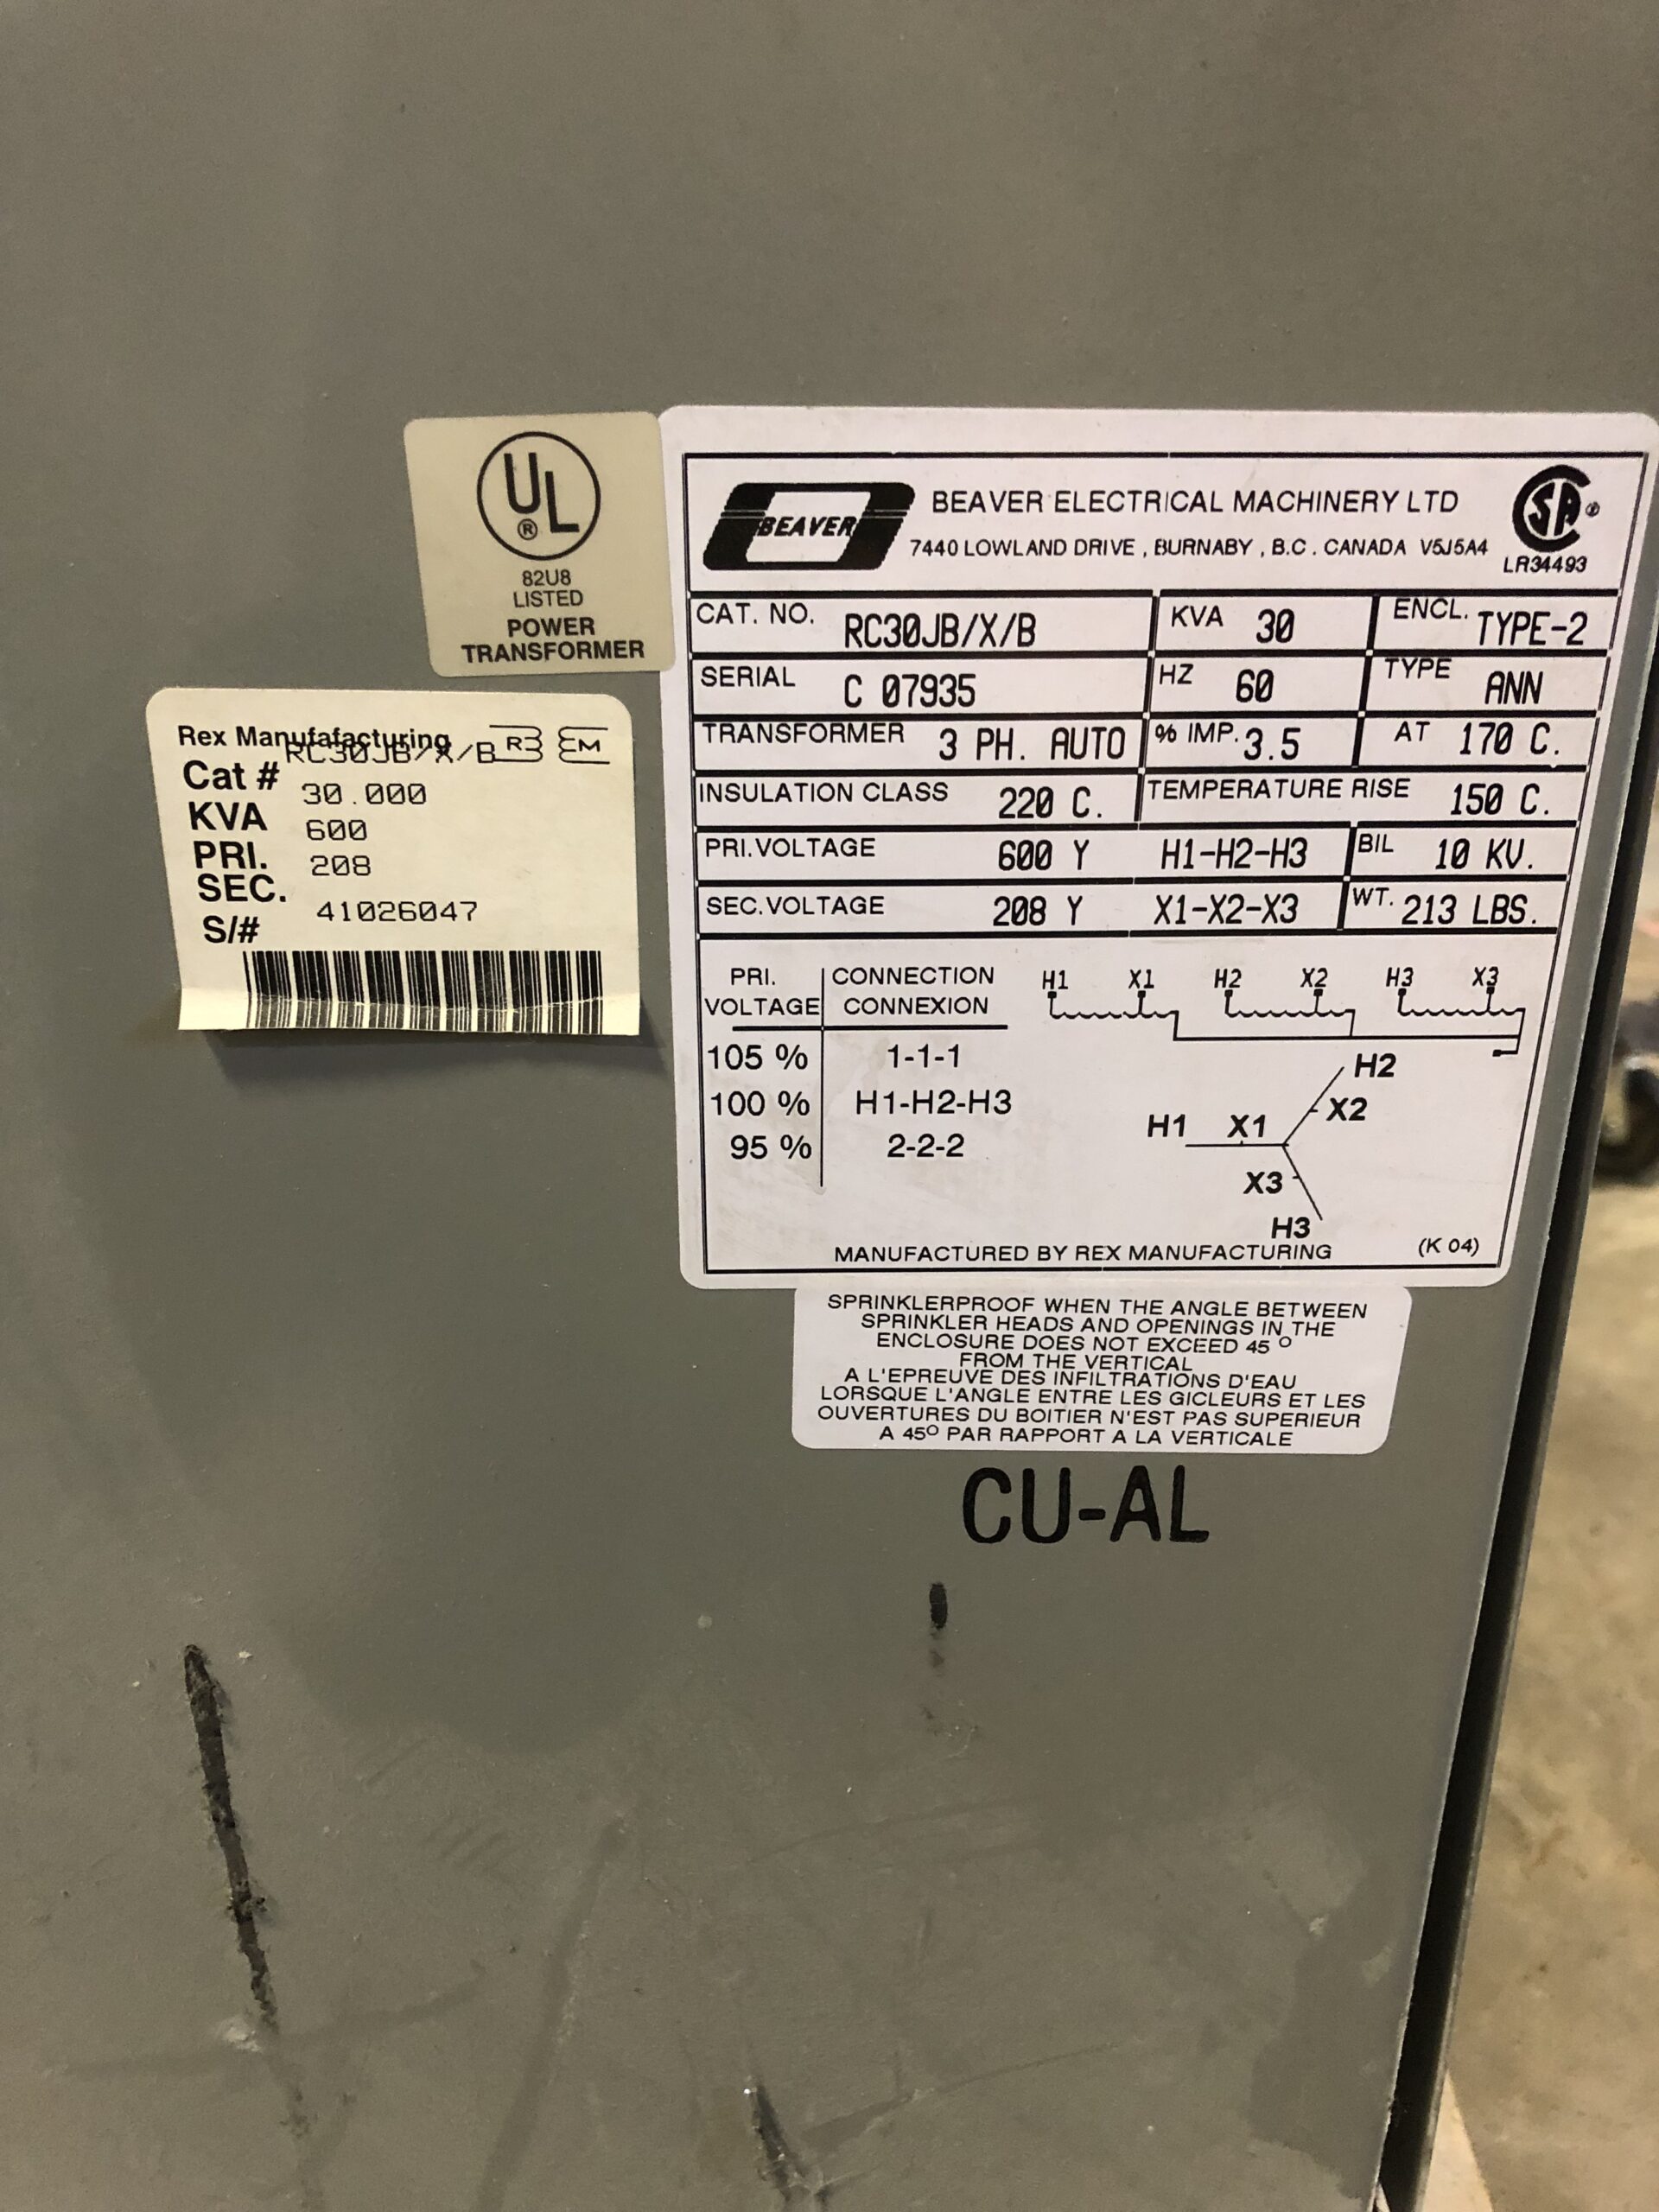 UL
®
82U8
LISTED
POWER
TRANSFORMER
Rex Manufafacturing
R3 EM
Cat # RC30JB/X/B
KVA 30.000
PRI. 600
SEC. 208
S/# 41026047
BEAVER
BEAVER ELECTRICAL MACHINERY LTD
7440 LOWLAND DRIVE, BURNABY, B.C. CANADA V5J5A4
SA ®
LR34493
CAT. NO. RC30JB/X/B KVA 30 ENCL. TYPE-2
SERIAL C 07935 HZ 60 TYPE ANN
TRANSFORMER 3 PH. AUTO % IMP. 3.5 AT 170 C.
INSULATION CLASS 220 C. TEMPERATURE RISE 150 C.
PRI.VOLTAGE 600 Y H1-H2-H3 BIL 10 KV.
SEC.VOLTAGE 208 Y X1-X2-X3 WT. 213 LBS.
PRI. CONNECTION
VOLTAGE CONNEXION
105 % 1-1-1
100 % H1-H2-H3
95 % 2-2-2
H1 X1 H2 X2 H3 X3
H2
X2
H1 X1
X3
H3
MANUFACTURED BY REX MANUFACTURING (K 04)
SPRINKLERPROOF WHEN THE ANGLE BETWEEN
SPRINKLER HEADS AND OPENINGS IN THE
ENCLOSURE DOES NOT EXCEED 45 O
FROM THE VERTICAL
A L'EPREUVE DES INFILTRATIONS D'EAU
LORSQUE L'ANGLE ENTRE LES GICLEURS ET LES
OUVERTURES DU BOITIER N'EST PAS SUPERIEUR
A 45O PAR RAPPORT A LA VERTICALE
CU-AL